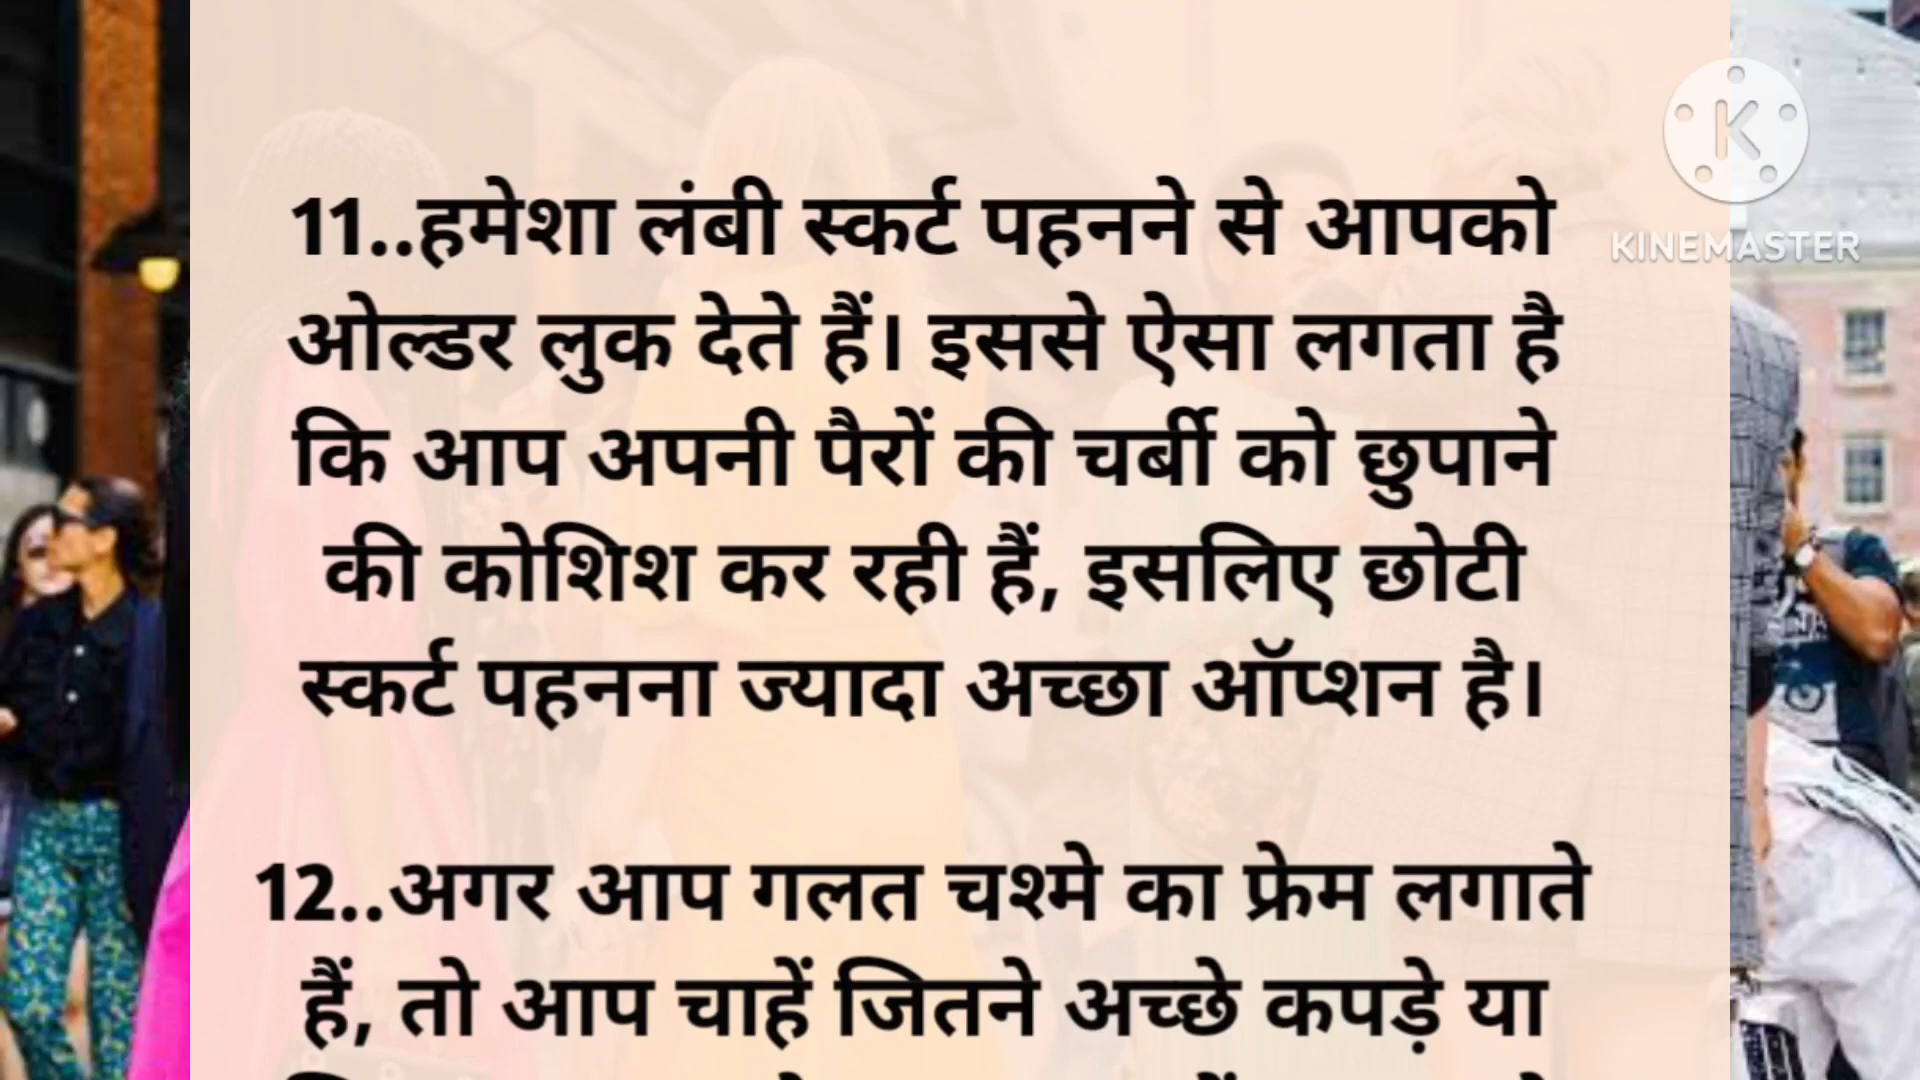 11..हमेशा लंबी स्कर्ट पहनने से आपको
ओल्डर लुक देते हैं। इससे ऐसा लगता है
कि आप अपनी पैरों की चर्बी को छुपाने
की कोशिश कर रही हैं, इसलिए छोटी
स्कर्ट पहनना ज्यादा अच्छा ऑप्शन है।
12..अगर आप गलत चश्मे का फ्रेम लगाते
हैं, तो आप चाहें जितने अच्छे कपड़े या
K
KINEMASTER